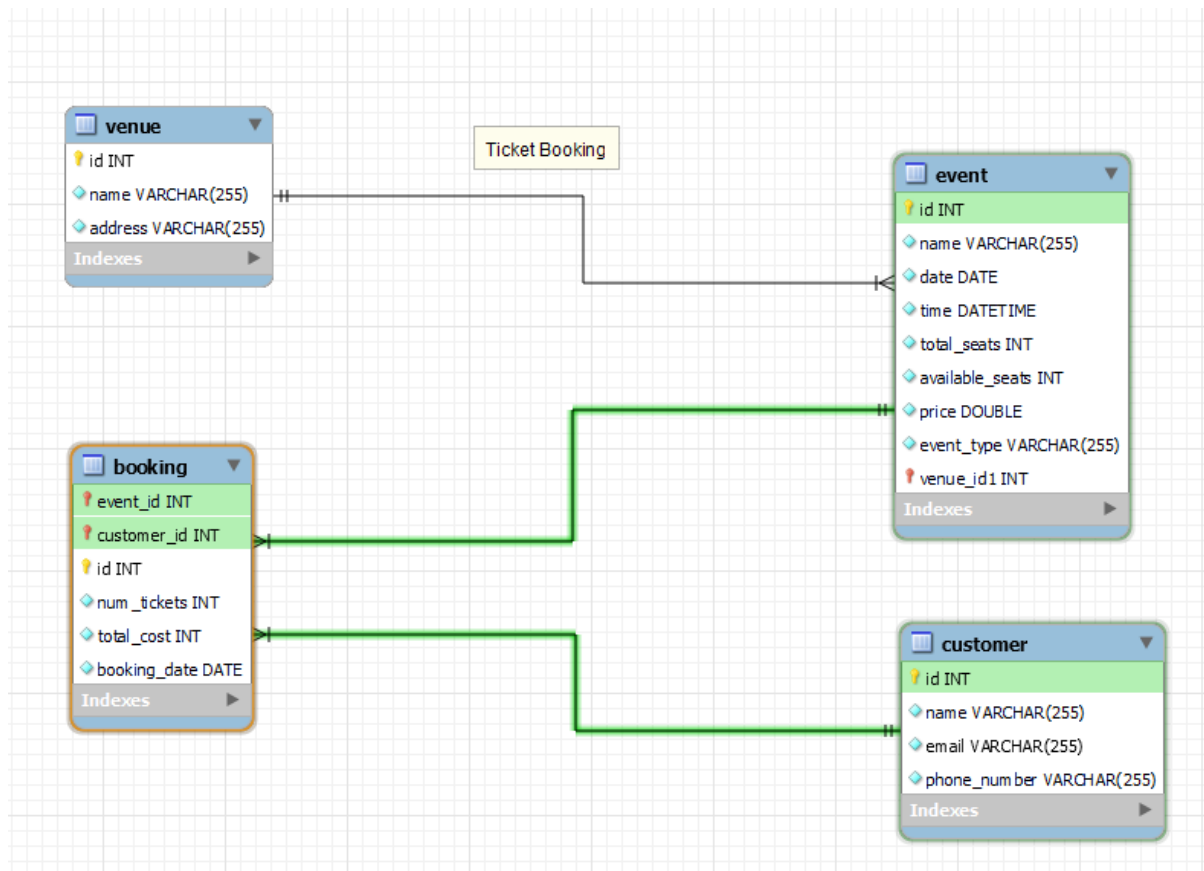 venue
id INT
name VARCHAR(255)
address VARCHAR(255)
Indexes
Ticket Booking
event
id INT
name VARCHAR(255)
date DATE
time DATETIME
total_seats INT
available_seats INT
price DOUBLE
event_type VARCHAR(255)
venue_id1 INT
Indexes
booking
event_id INT
customer_id INT
id INT
num_tickets INT
total_cost INT
booking_date DATE
Indexes
customer
id INT
name VARCHAR(255)
email VARCHAR(255)
phone_number VARCHAR(255)
Indexes